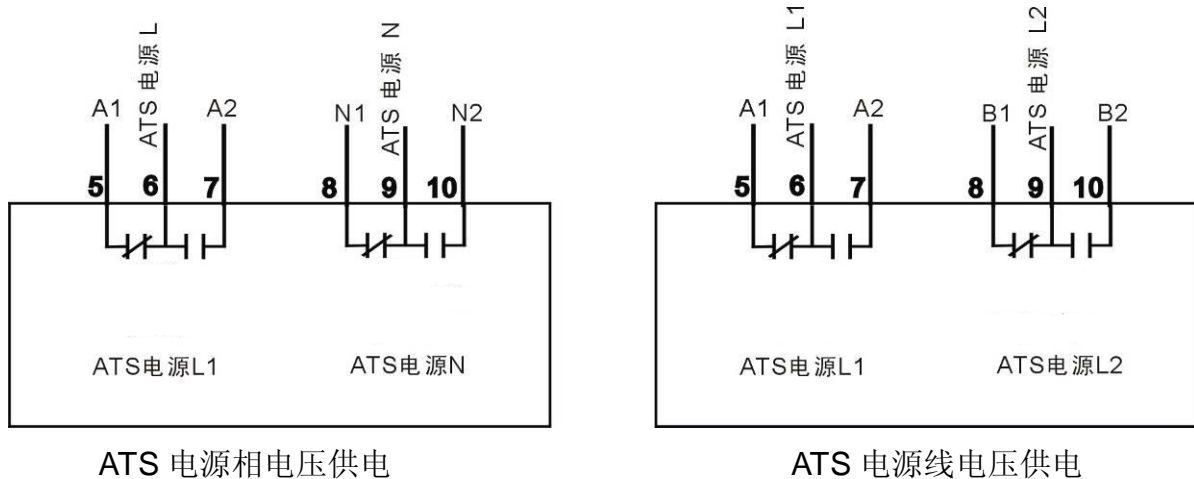 ATS 电源 L
ATS 电源 N
A1
A2
N1
N2
5
6
7
8
9
10
ATS电源L1
ATS电源N
ATS 电源相电压供电
ATS 电源 L1
ATS 电源 L2
A1
A2
B1
B2
5
6
7
8
9
10
ATS电源L1
ATS电源L2
ATS 电源线电压供电